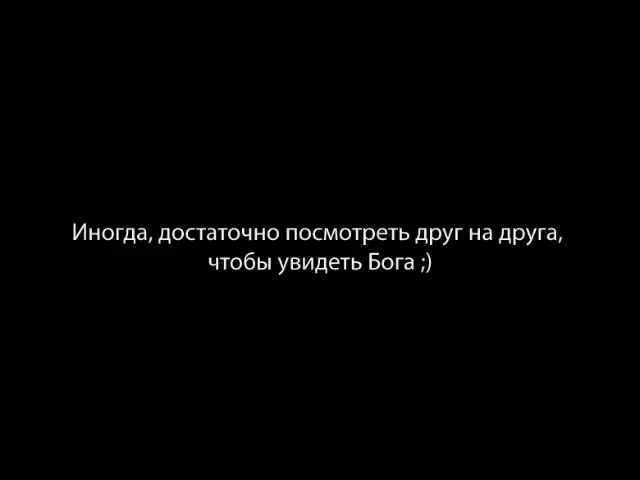 Иногда, достаточно посмотреть друг на друга,
чтобы увидеть Бога ;)